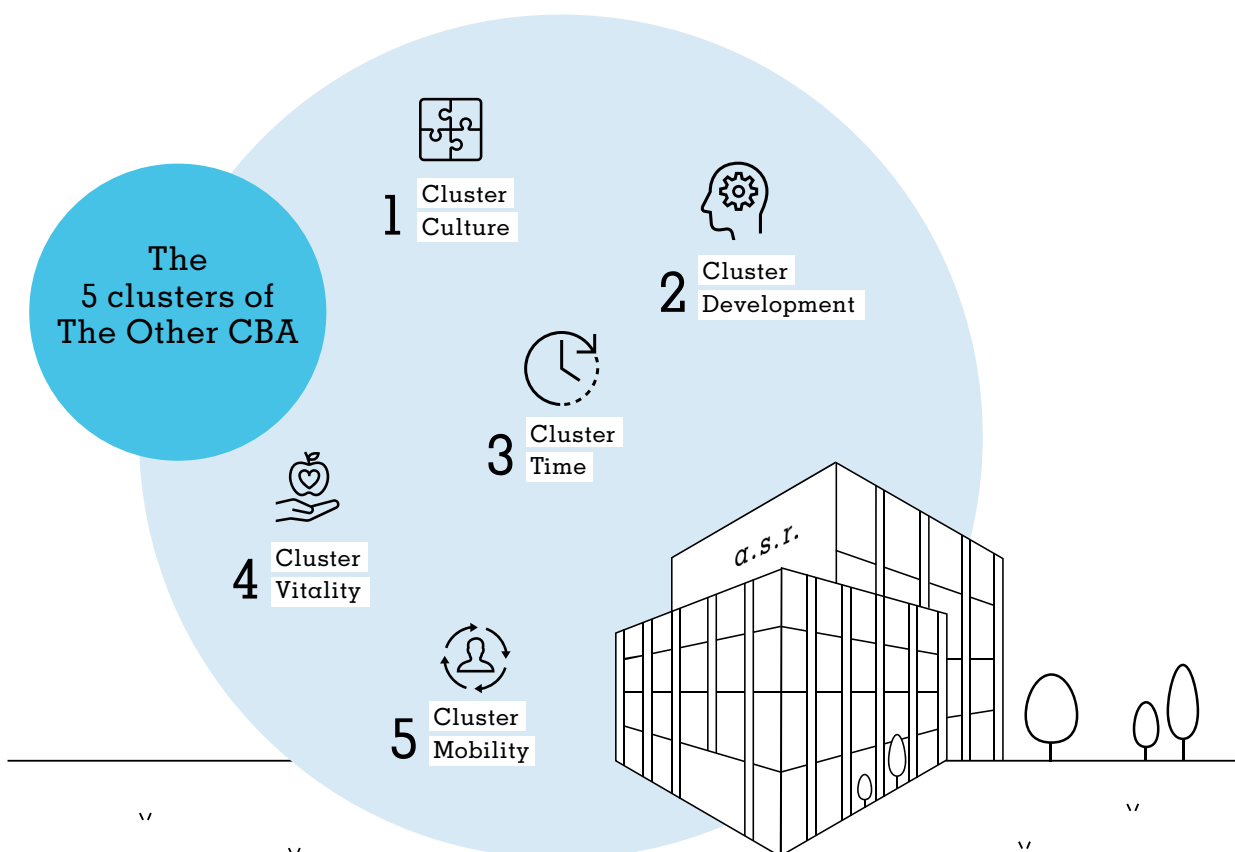 The
5 clusters of
The Other CBA
1
Cluster
Culture
2
Cluster
Development
3
Cluster
Time
4
Cluster
Vitality
5
Cluster
Mobility
a.s.r.